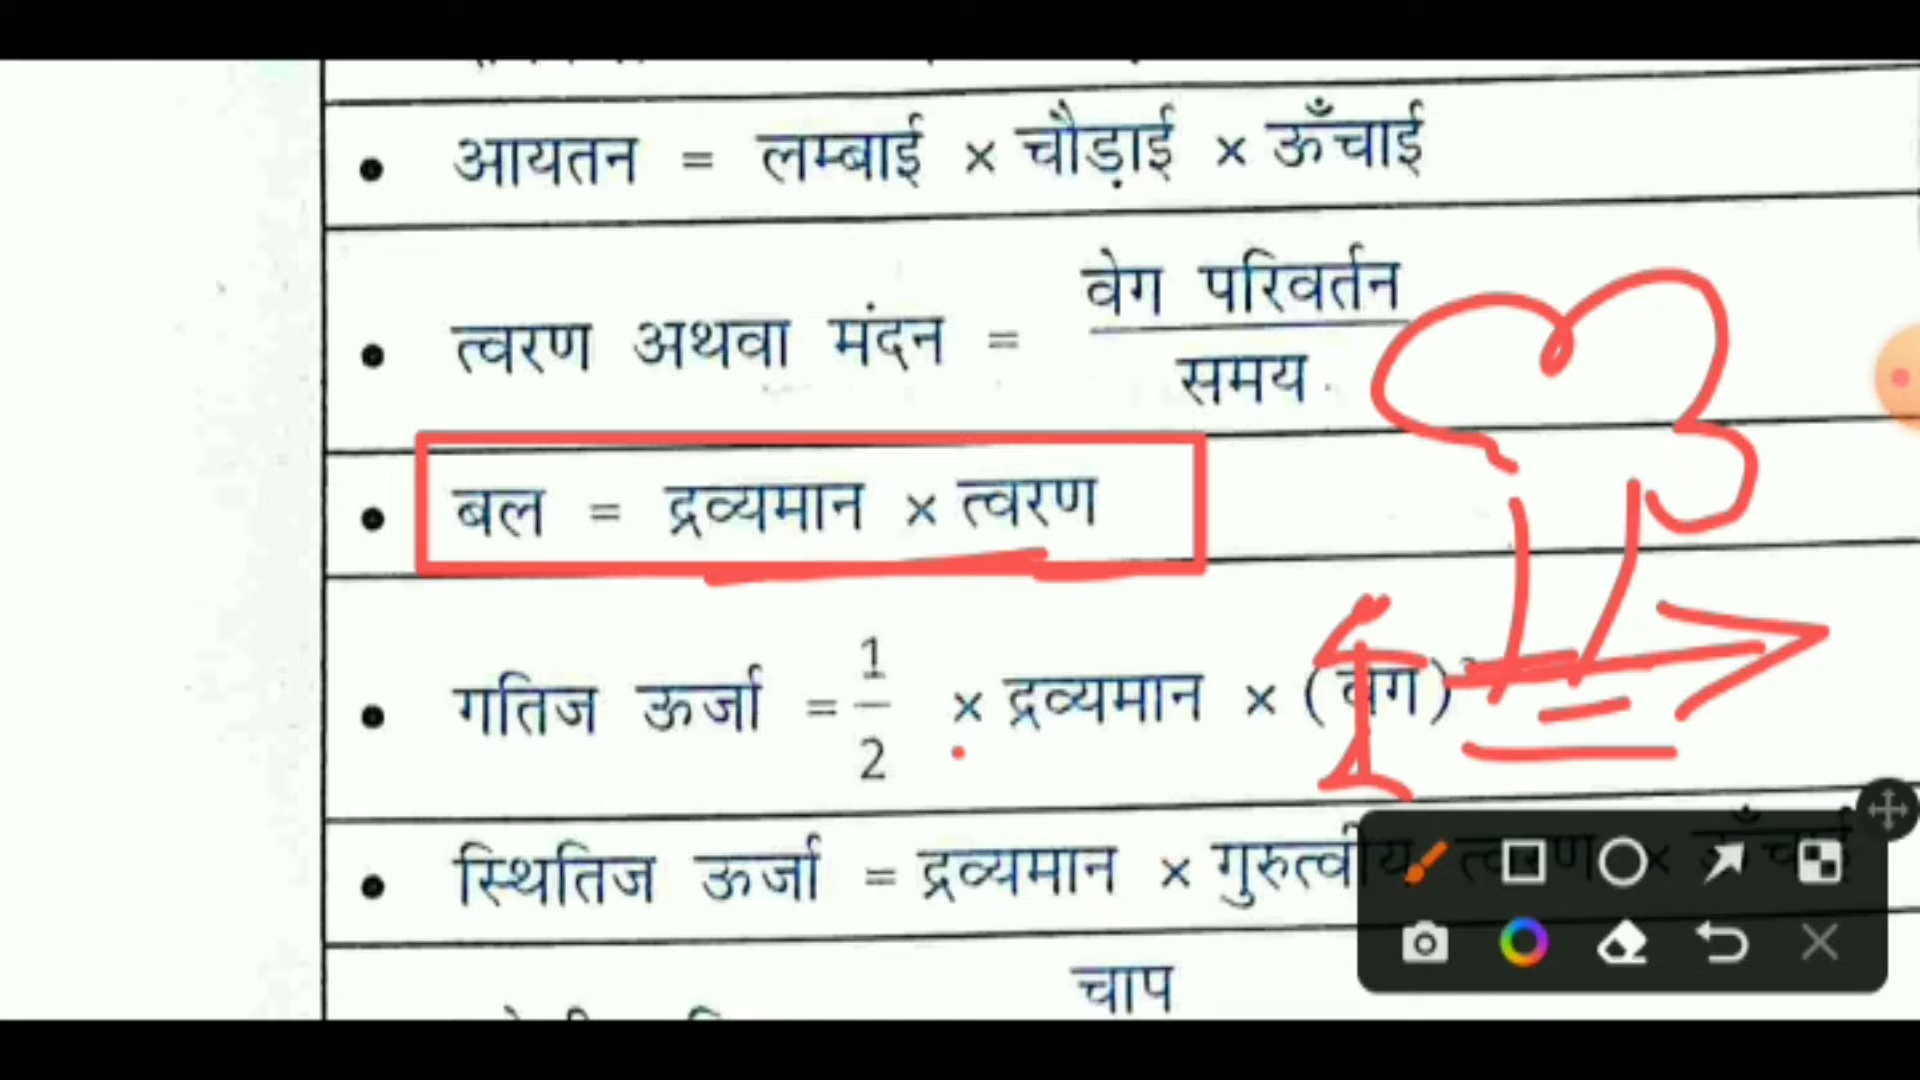 • आयतन = लम्बाई × चौड़ाई × ऊँचाई
• त्वरण अथवा मंदन = वेग परिवर्तन
समय
• बल = द्रव्यमान × त्वरण
• गतिज ऊर्जा = 1/2 × द्रव्यमान × (वेग)
• स्थितिज ऊर्जा = द्रव्यमान × गुरुत्वीय त्वरण × ऊँचाई
चाप